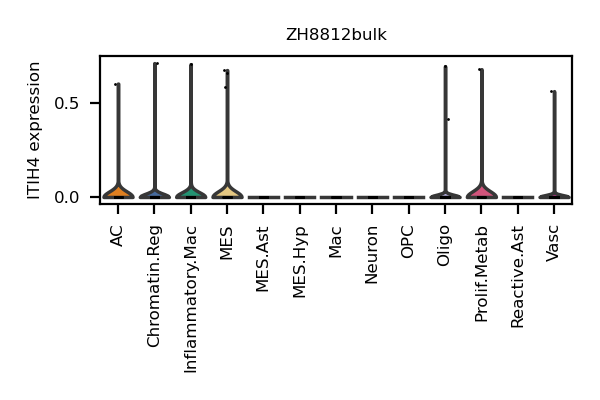 ZH8812bulk
ITIH4 expression
0.5
0.0
AC
Chromatin.Reg
Inflammatory.Mac
MES
MES.Ast
MES.Hyp
Mac
Neuron
OPC
Oligo
Prolif.Metab
Reactive.Ast
Vasc